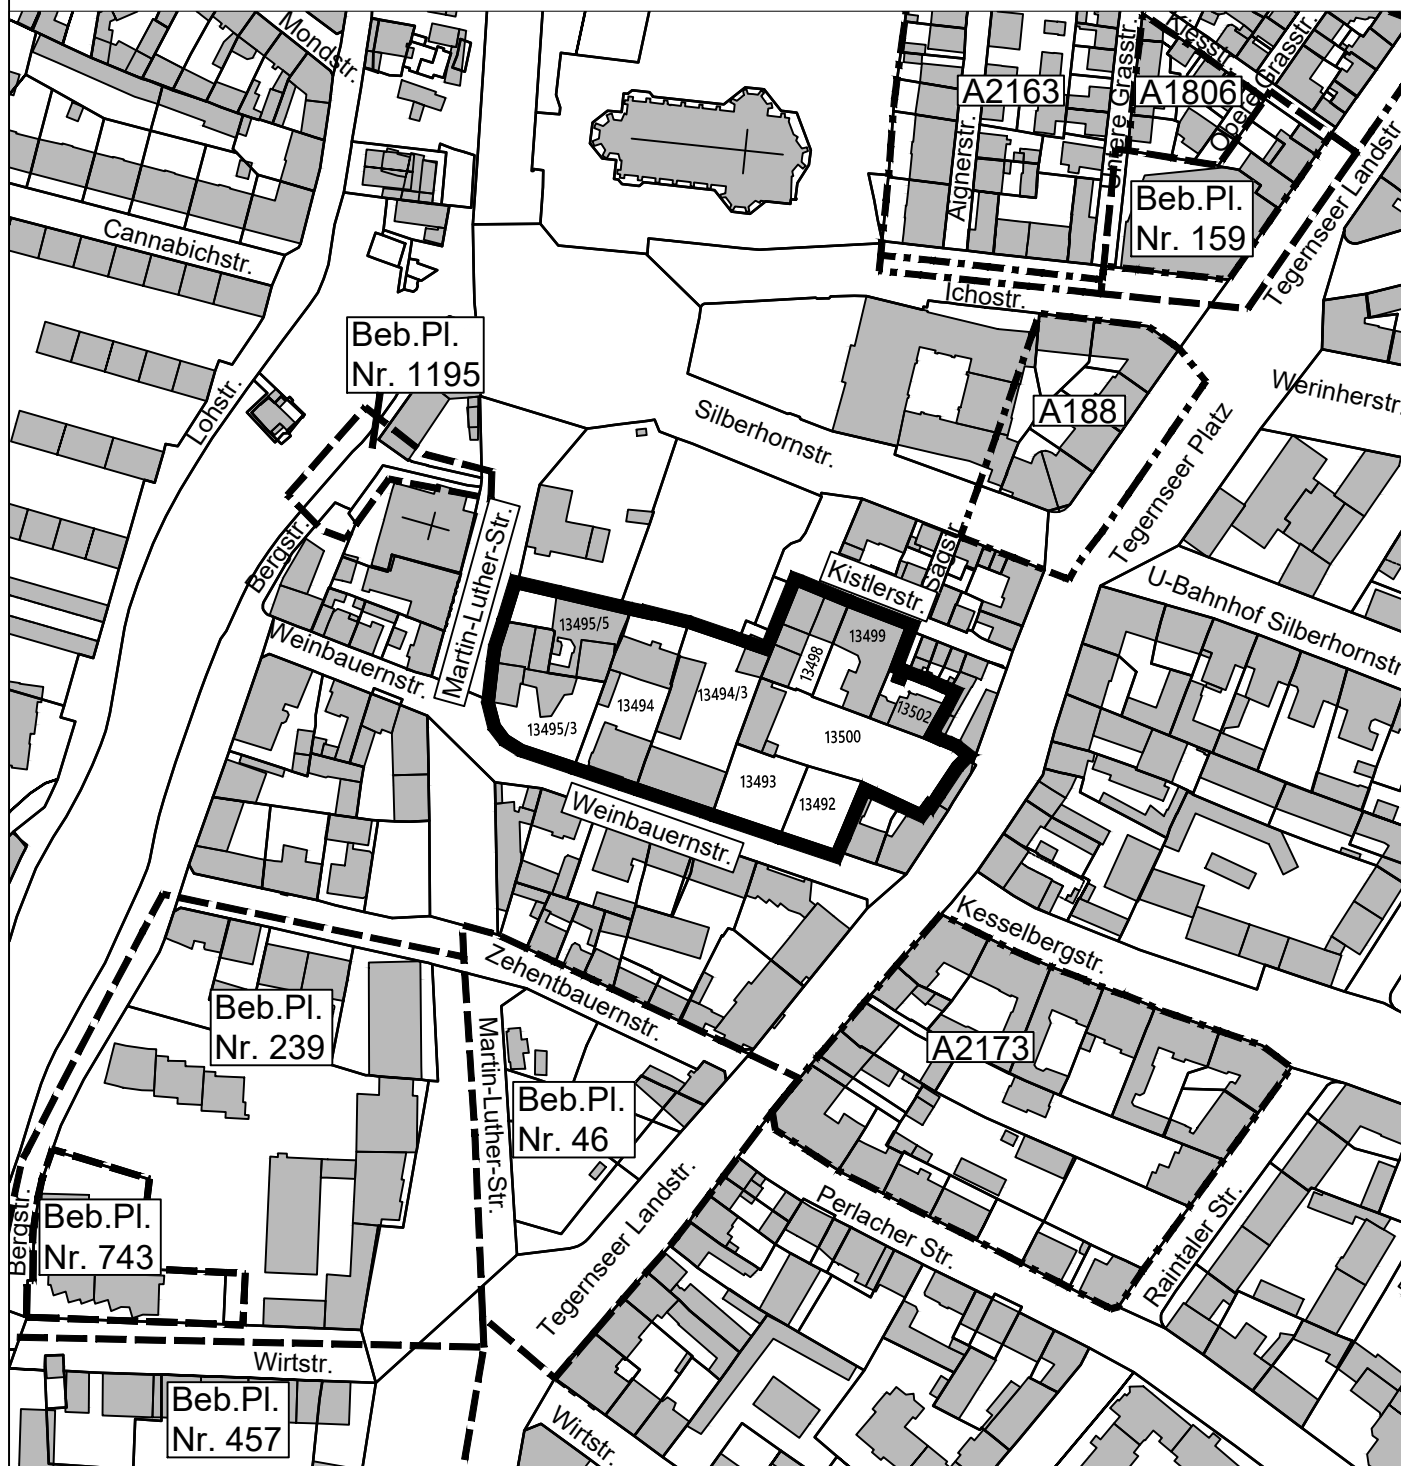 Mondstr.
Kiesstr.
Obere Grasstr.
Untere Grasstr.
A2163
A1806
Aignerstr.
Tegernseer Landstr.
Beb.Pl.
Nr. 159
Cannabichstr.
Ichostr.
Beb.Pl.
Nr. 1195
Werinherstr.
Lohstr.
A188
Silberhornstr.
Tegernseer Platz
Bergstr.
Martin-Luther-Str.
Sagstr.
Kistlerstr.
U-Bahnhof Silberhornstr.
Weinbauernstr.
13495/5
13499
13498
13494/3
13494
13502
13495/3
13500
13493
13492
Weinbauernstr.
Kesselbergstr.
Zehentbauernstr.
Beb.Pl.
Nr. 239
A2173
Martin-Luther-Str.
Beb.Pl.
Nr. 46
Bergstr.
Beb.Pl.
Nr. 743
Tegernseer Landstr.
Perlacher Str.
Raintaler Str.
Wirtstr.
Beb.Pl.
Nr. 457
Wirtstr.